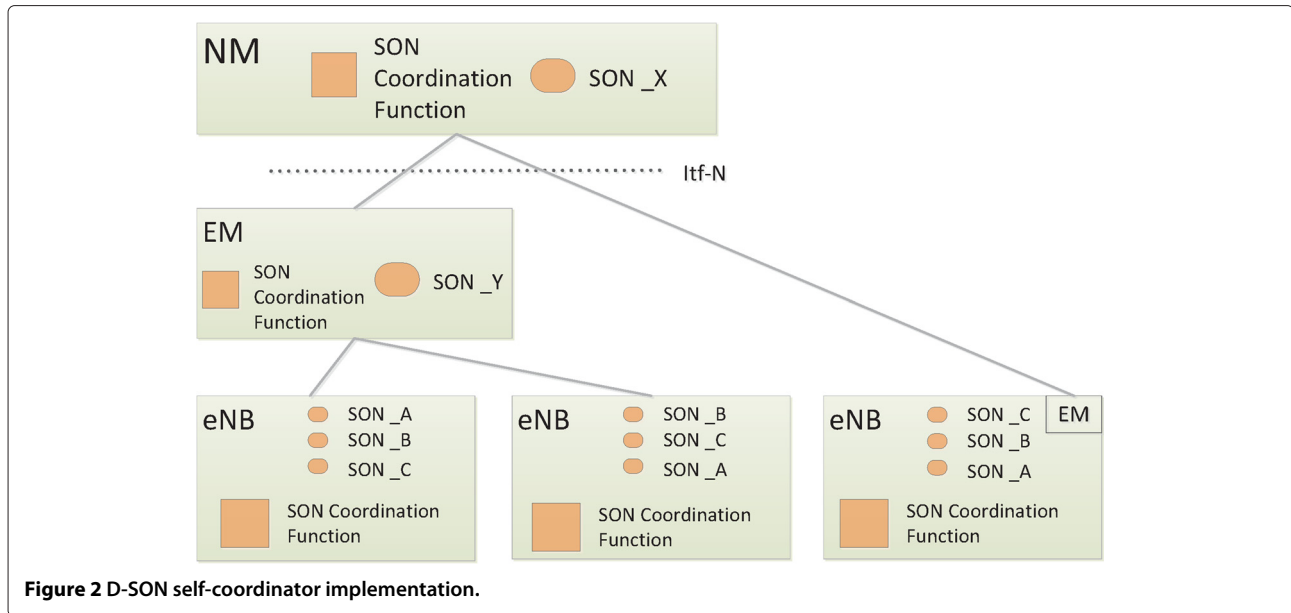 NM
SON
Coordination
Function
SON _X
Itf-N
EM
SON
Coordination
Function
SON _Y
eNB
SON _A
SON _B
SON _C
SON Coordination
Function
eNB
SON _B
SON _C
SON _A
SON Coordination
Function
eNB
SON _C
SON _B
SON _A
EM
SON Coordination
Function
Figure 2 D-SON self-coordinator implementation.